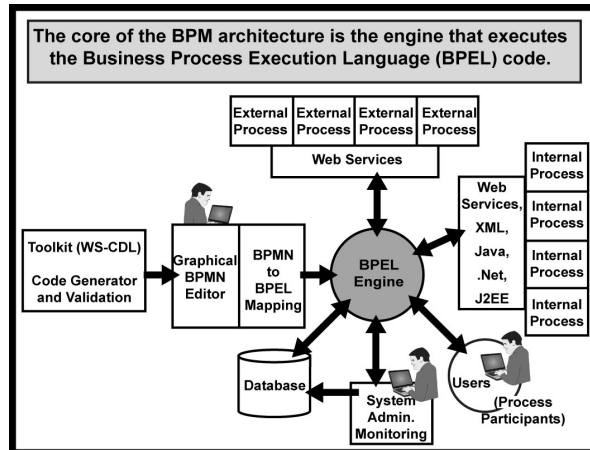 The core of the BPM architecture is the engine that executes
the Business Process Execution Language (BPEL) code.
External
Process
External
Process
External
Process
External
Process
Web Services
Internal
Process
Internal
Process
Internal
Process
Internal
Process
Web
Services,
XML,
Java,
.Net,
J2EE
Toolkit (WS-CDL)
Code Generator
and Validation
Graphical
BPMN
Editor
BPMN
to
BPEL
Mapping
BPEL
Engine
Database
System
Admin.
Monitoring
Users
(Process
Participants)